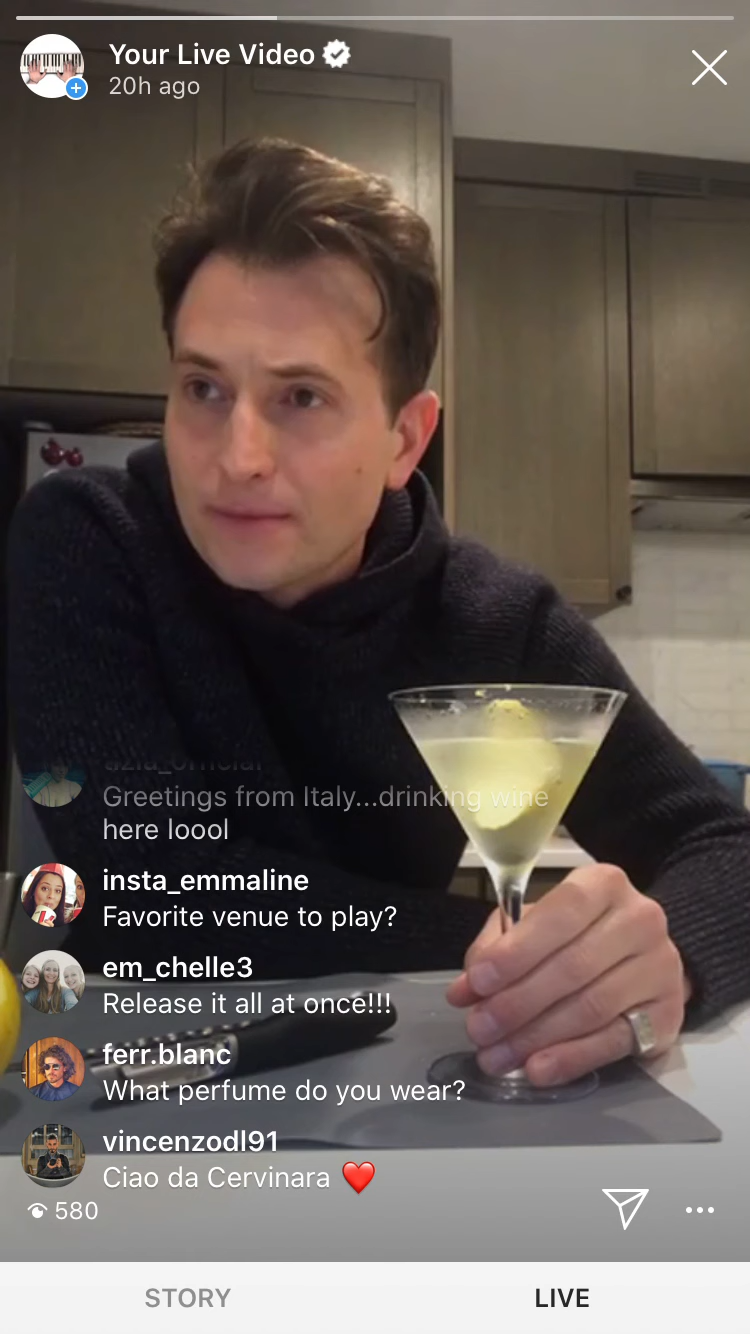 Your Live Video
20h ago
Greetings from Italy...drinking wine
here loool
insta_emmaline
Favorite venue to play?
em_chelle3
Release it all at once!!!
ferr.blanc
What perfume do you wear?
vincenzodl91
Ciao da Cervinara ❤️
580
STORY
LIVE